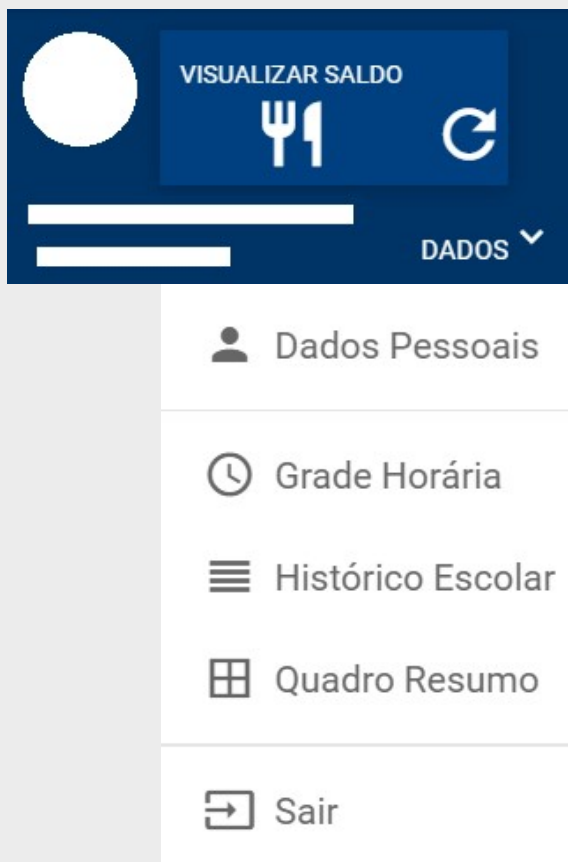 VISUALIZAR SALDO
DADOS
Dados Pessoais
Grade Horária
Histórico Escolar
Quadro Resumo
Sair